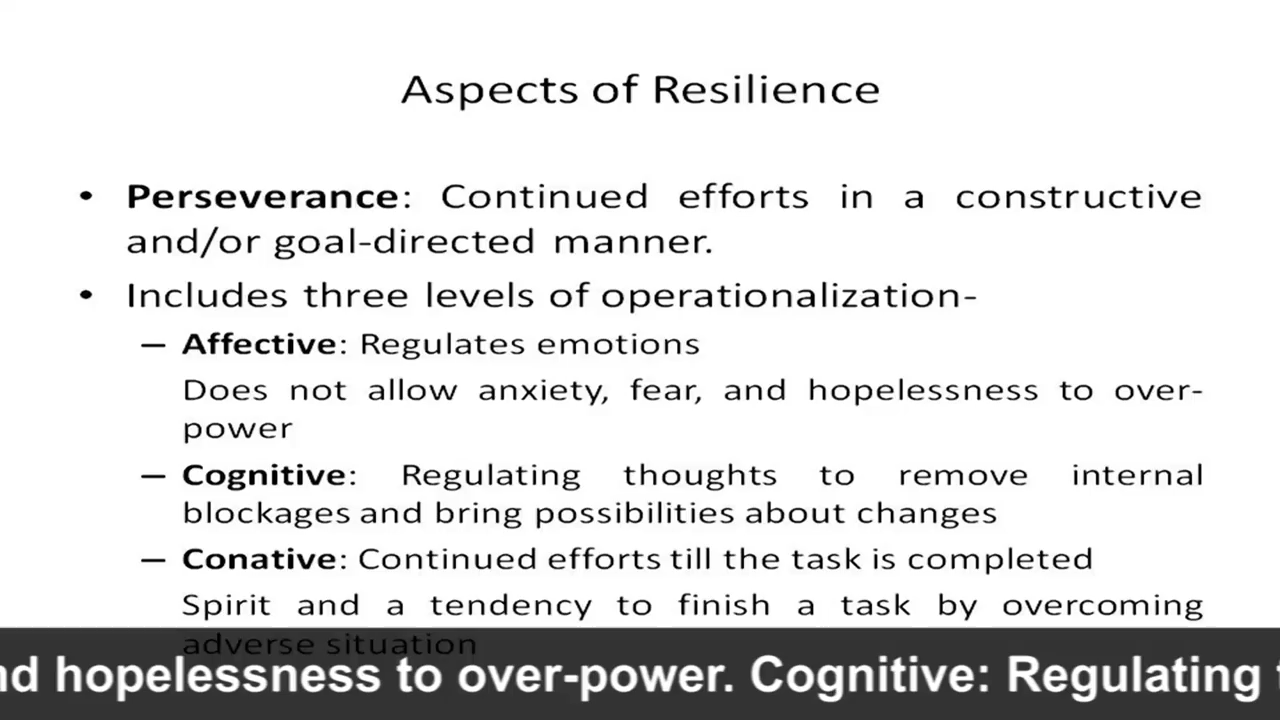 Aspects of Resilience
• Perseverance: Continued efforts in a constructive
and/or goal-directed manner.
• Includes three levels of operationalization-
– Affective: Regulates emotions
Does not allow anxiety, fear, and hopelessness to over-
power
– Cognitive: Regulating thoughts to remove internal
blockages and bring possibilities about changes
– Conative: Continued efforts till the task is completed
Spirit and a tendency to finish a task by overcoming
adverse situation
hopelessness to over-power. Cognitive: Regulating